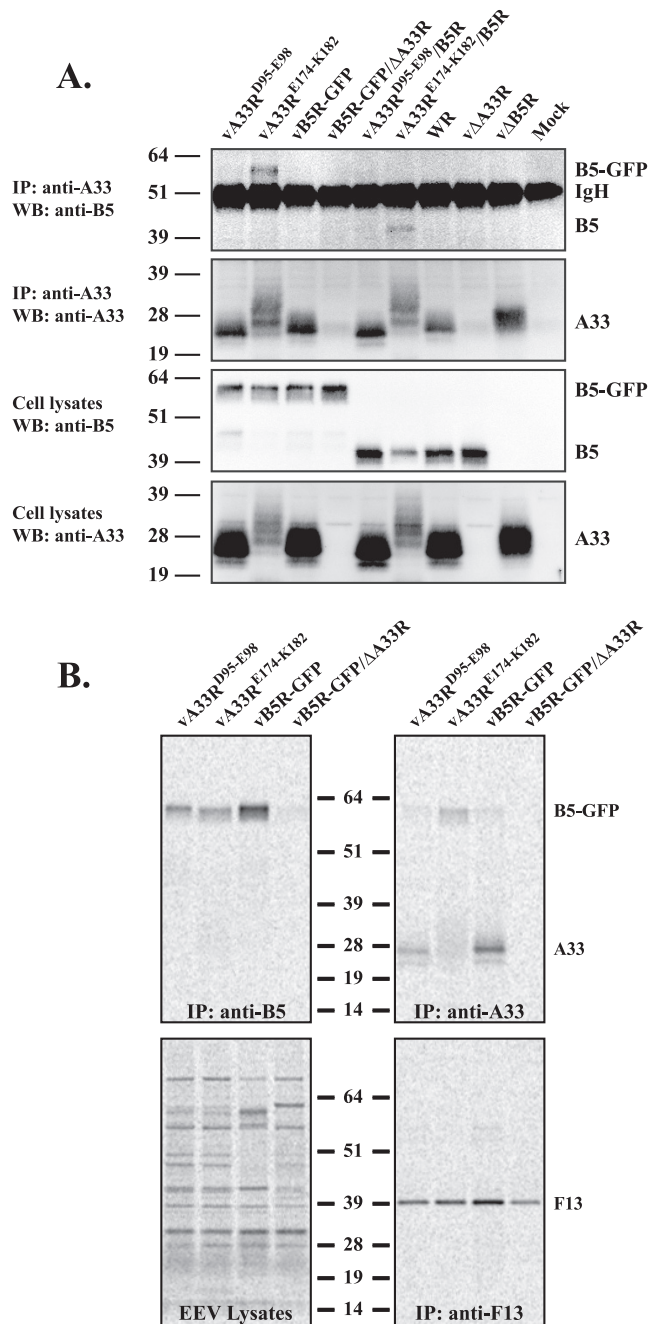 A.
vA33R^D95-E98
vA33R^E174-K182
vB5R-GFP
vB5R-GFP/ΔA33R
vA33R^D95-E98/B5R
vA33R^E174-K182/B5R
WR
vΔA33R
vΔB5R
Mock
IP: anti-A33
WB: anti-B5
64
51
39
B5-GFP
IgH
B5
IP: anti-A33
WB: anti-A33
39
28
19
A33
Cell lysates
WB: anti-B5
64
51
39
B5-GFP
B5
Cell lysates
WB: anti-A33
39
28
19
A33
B.
vA33R^D95-E98
vA33R^E174-K182
vB5R-GFP
vB5R-GFP/ΔA33R
vA33R^D95-E98
vA33R^E174-K182
vB5R-GFP
vB5R-GFP/ΔA33R
64
51
39
28
19
14
B5-GFP
A33
IP: anti-B5
IP: anti-A33
64
51
39
28
19
14
F13
EEV Lysates
IP: anti-F13